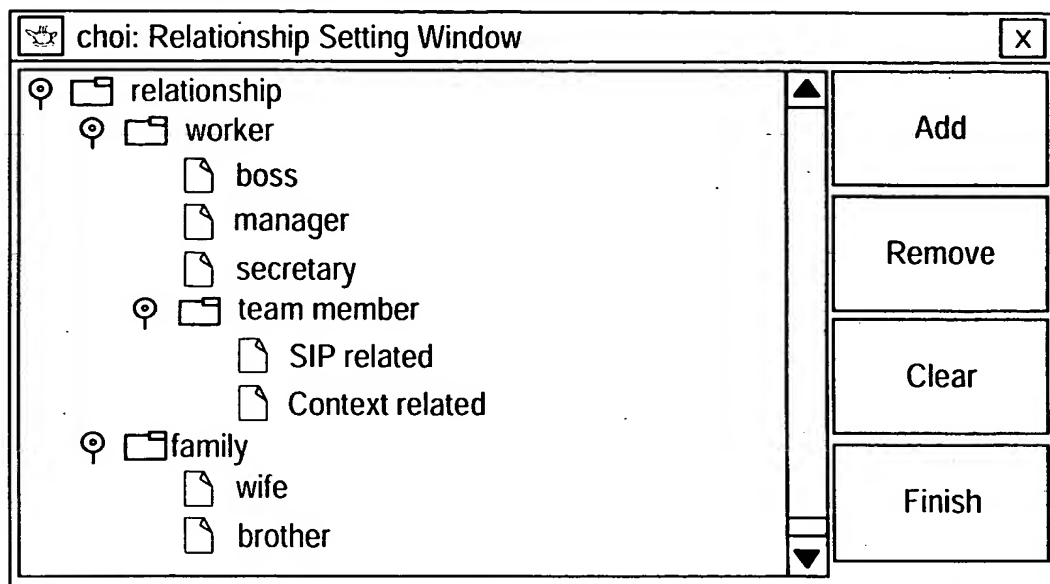 choi: Relationship Setting Window
X
relationship
worker
boss
manager
secretary
team member
SIP related
Context related
family
wife
brother
Add
Remove
Clear
Finish